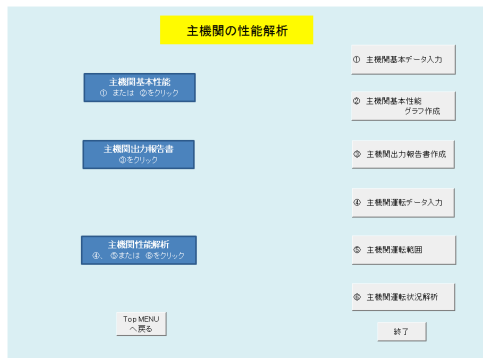 主機関の性能解析
主機関基本性能
① または ②をクリック
主機関出力報告書
③をクリック
主機関性能解析
④、 ⑤または ⑥をクリック
Top MENU
へ戻る
① 主機関基本データ入力
② 主機関基本性能
グラフ作成
③ 主機関出力報告書作成
④ 主機関運転データ入力
⑤ 主機関運転範囲
⑥ 主機関運転状況解析
終了